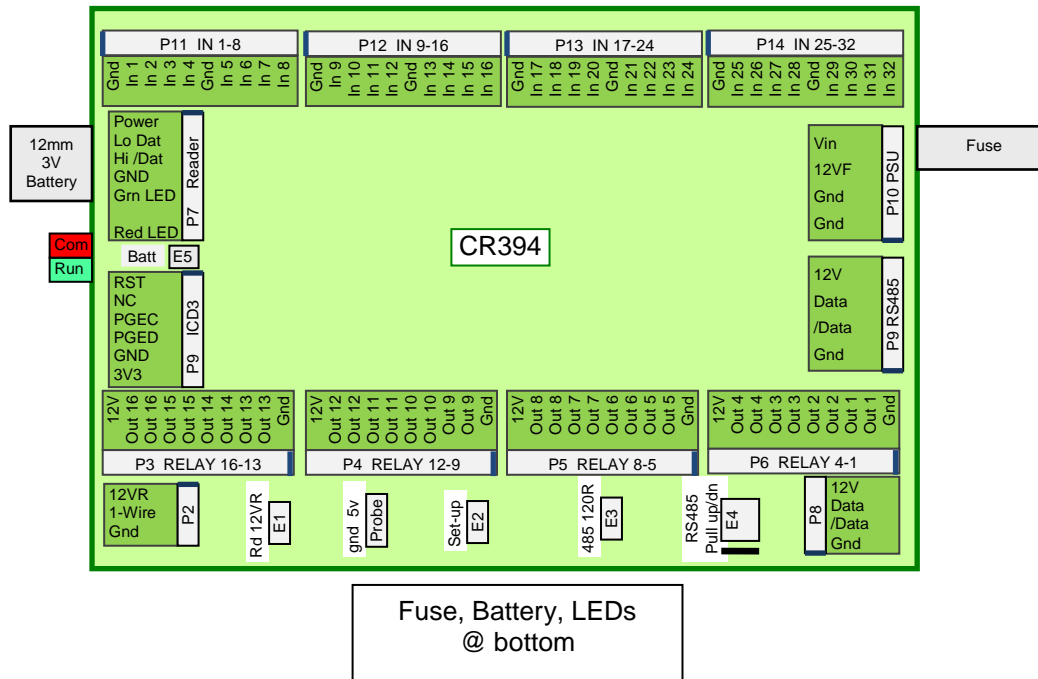 P11 IN 1-8
P12 IN 9-16
P13 IN 17-24
P14 IN 25-32
Gnd
In 1
In 2
In 3
In 4
Gnd
In 5
In 6
In 7
In 8
Gnd
In 9
In 10
In 11
In 12
Gnd
In 13
In 14
In 15
In 16
Gnd
In 17
In 18
In 19
In 20
Gnd
In 21
In 22
In 23
In 24
Gnd
In 25
In 26
In 27
In 28
Gnd
In 29
In 30
In 31
In 32
12mm
3V
Battery
Power
Lo Dat
Hi /Dat
GND
Grn LED
Red LED
P7 Reader
Com
Run
Batt
E5
RST
NC
PGEC
PGED
GND
3V3
P9 ICD3
CR394
Vin
12VF
Gnd
Gnd
P10 PSU
Fuse
12V
Data
/Data
Gnd
P9 RS485
12V
Out 16
Out 16
Out 15
Out 15
Out 14
Out 14
Out 13
Out 13
Gnd
12V
Out 12
Out 12
Out 11
Out 11
Out 10
Out 10
Out 9
Out 9
Gnd
12V
Out 8
Out 8
Out 7
Out 7
Out 6
Out 6
Out 5
Out 5
Gnd
12V
Out 4
Out 4
Out 3
Out 3
Out 2
Out 2
Out 1
Out 1
Gnd
P3 RELAY 16-13
P4 RELAY 12-9
P5 RELAY 8-5
P6 RELAY 4-1
12VR
1-Wire
Gnd
P2
Rd 12VR
E1
gnd 5v
Probe
Set-up
E2
485 120R
E3
RS485
Pull up/dn
E4
P8
12V
Data
/Data
Gnd
Fuse, Battery, LEDs
@ bottom